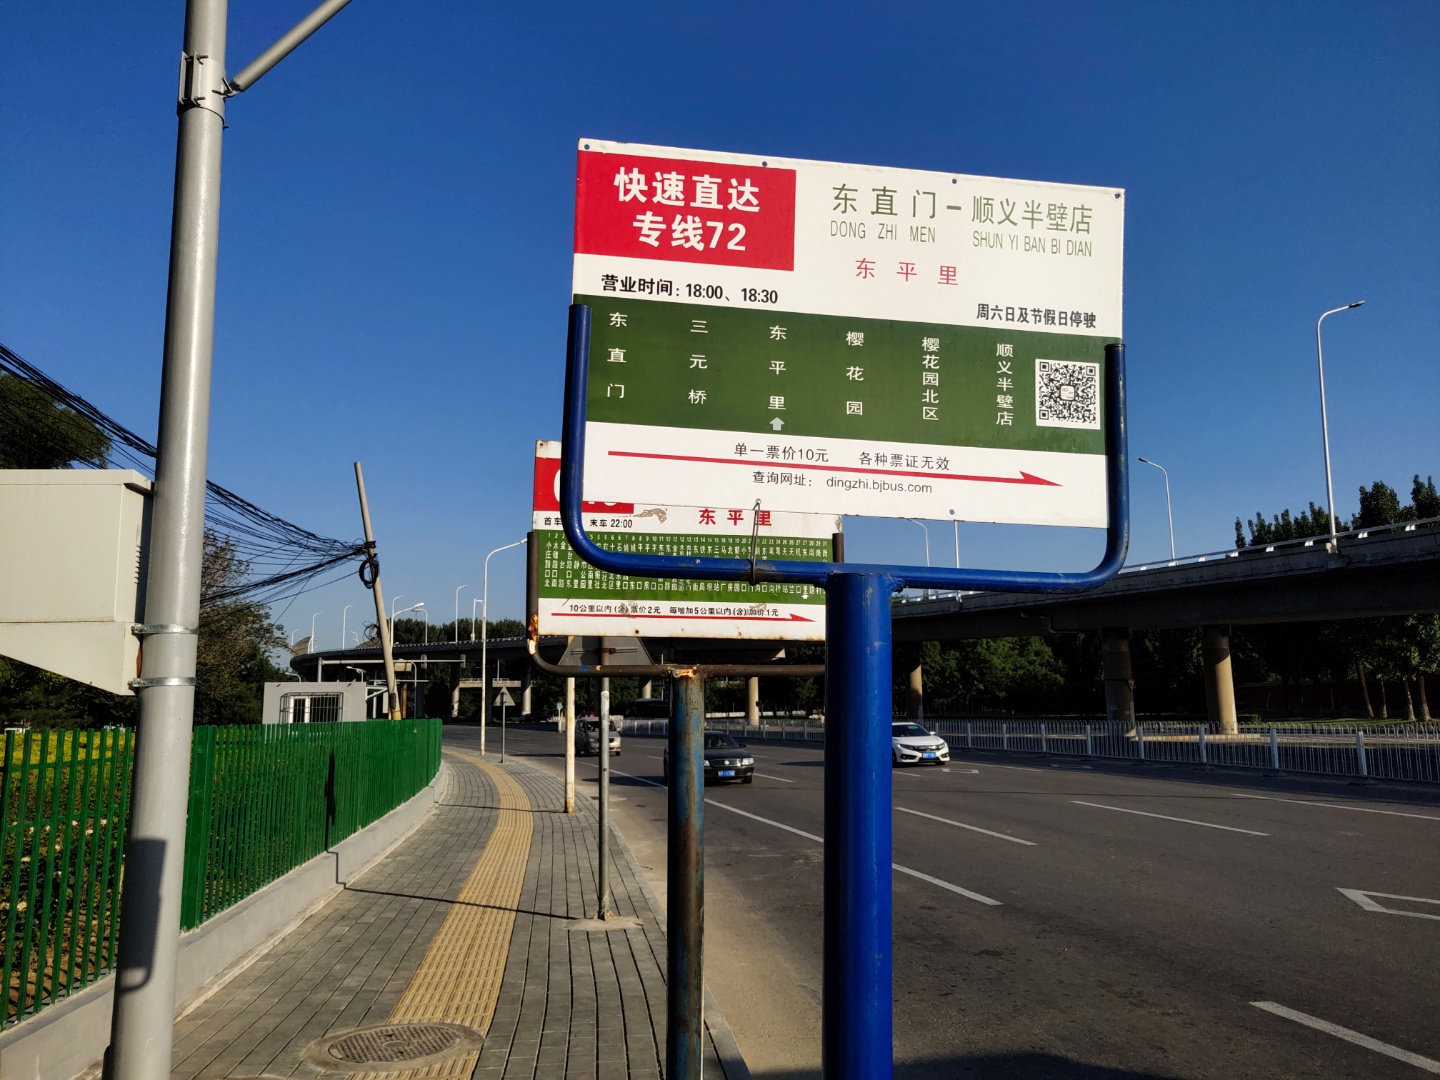 快速直达
专线72
东直门-顺义半壁店
DONG ZHI MEN SHUN YI BAN BI DIAN
东平里
营业时间：18:00、18:30
周六日及节假日停驶
东直门
三元桥
东平里
樱花园
樱花园北区
顺义半壁店
单一票价10元 各种票证无效
查询网址： dingzhi.bjbus.com
东平里
首车
末车 22:00
10公里以内(含)票价2元 每增加5公里以内(含)加价1元